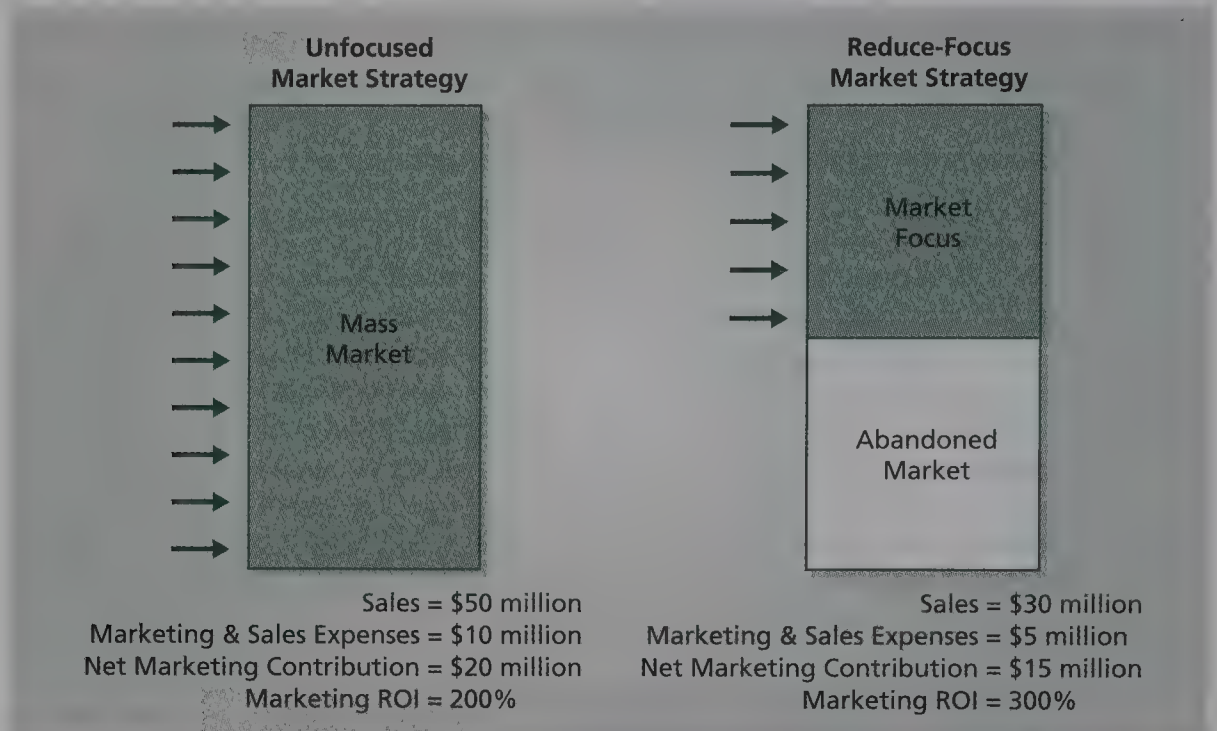 Unfocused
Market Strategy
Mass
Market
Sales = $50 million
Marketing & Sales Expenses = $10 million
Net Marketing Contribution = $20 million
Marketing ROI = 200%
Reduce-Focus
Market Strategy
Market
Focus
Abandoned
Market
Sales = $30 million
Marketing & Sales Expenses = $5 million
Net Marketing Contribution = $15 million
Marketing ROI = 300%